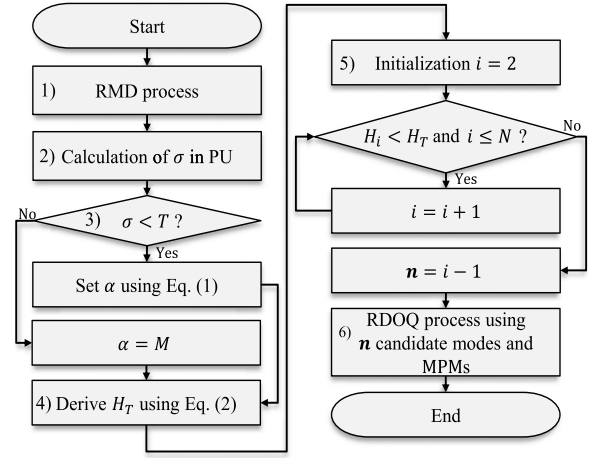 Start
1) RMD process
2) Calculation of σ in PU
3) σ < T ?
No
Yes
Set α using Eq. (1)
α = M
4) Derive H_T using Eq. (2)
5) Initialization i = 2
H_i < H_T and i ≤ N ?
No
Yes
i = i + 1
n = i − 1
6) RDOQ process using
n candidate modes and
MPMs
End